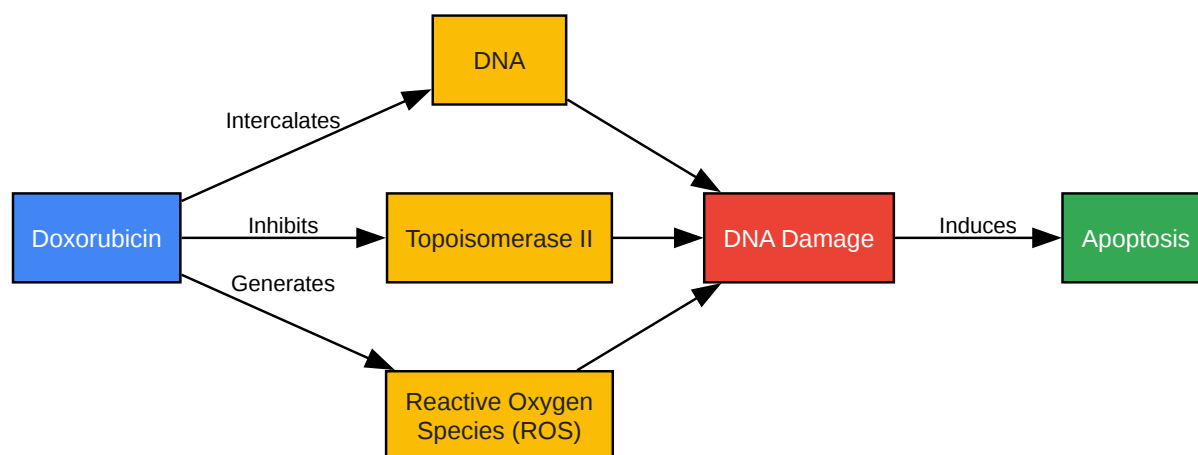 DNA
Intercalates
Doxorubicin
Inhibits
Topoisomerase II
DNA Damage
Induces
Apoptosis
Generates
Reactive Oxygen
Species (ROS)